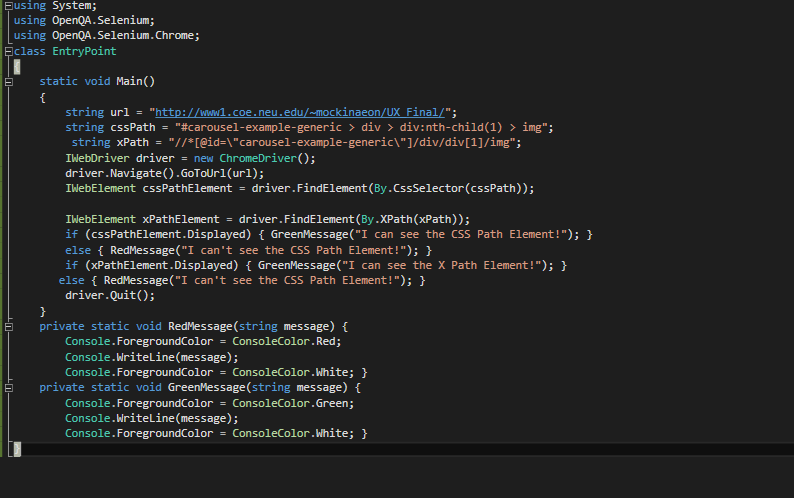 using System;
using OpenQA.Selenium;
using OpenQA.Selenium.Chrome;
class EntryPoint
{
    static void Main()
    {
        string url = "http://www1.coe.neu.edu/~mockinaeon/UX_Final/";
        string cssPath = "#carousel-example-generic > div > div:nth-child(1) > img";
         string xPath = "//*[@id=\"carousel-example-generic\"]/div/div[1]/img";
        IWebDriver driver = new ChromeDriver();
        driver.Navigate().GoToUrl(url);
        IWebElement cssPathElement = driver.FindElement(By.CssSelector(cssPath));

        IWebElement xPathElement = driver.FindElement(By.XPath(xPath));
        if (cssPathElement.Displayed) { GreenMessage("I can see the CSS Path Element!"); }
        else { RedMessage("I can't see the CSS Path Element!"); }
        if (xPathElement.Displayed) { GreenMessage("I can see the X Path Element!"); }
       else { RedMessage("I can't see the CSS Path Element!"); }
        driver.Quit();
    }
    private static void RedMessage(string message) {
        Console.ForegroundColor = ConsoleColor.Red;
        Console.WriteLine(message);
        Console.ForegroundColor = ConsoleColor.White; }
    private static void GreenMessage(string message) {
        Console.ForegroundColor = ConsoleColor.Green;
        Console.WriteLine(message);
        Console.ForegroundColor = ConsoleColor.White; }
}